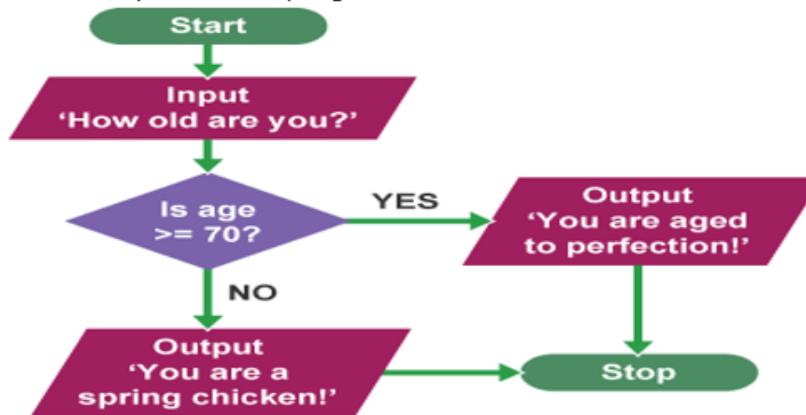 Start
Input
‘How old are you?’
Is age
>= 70?
YES
Output
‘You are aged
to perfection!’
NO
Output
‘You are a
spring chicken!’
Stop